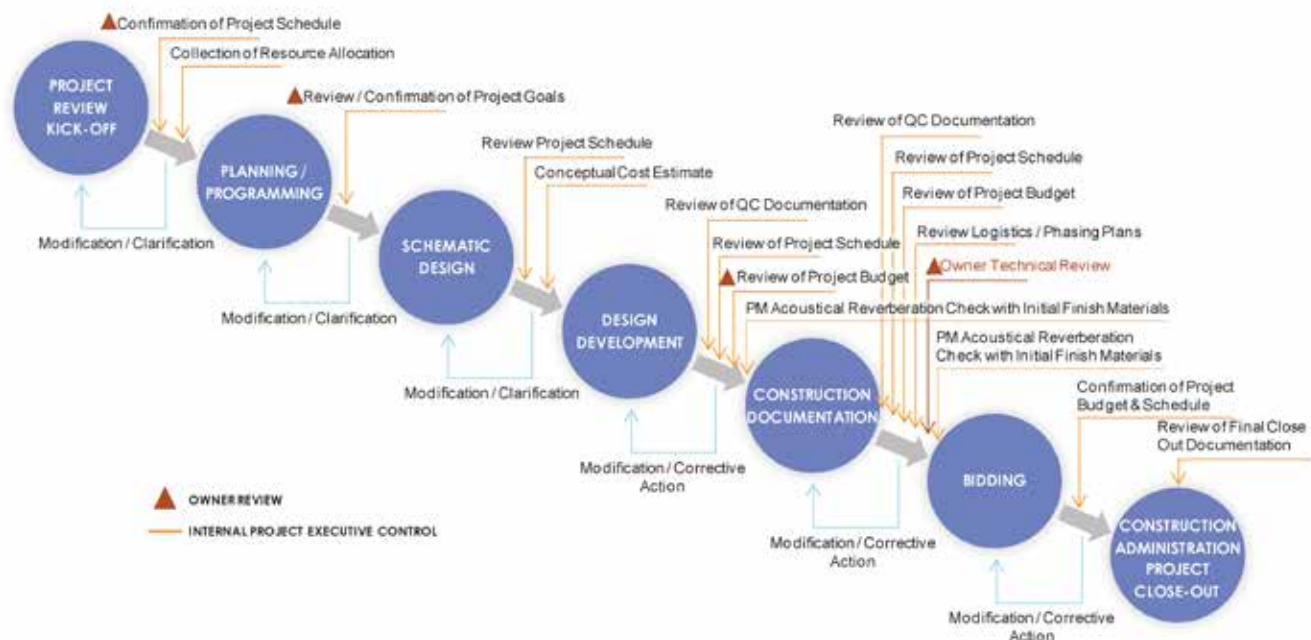 Confirmation of Project Schedule
Collection of Resource Allocation
PROJECT
REVIEW
KICK-OFF
Modification / Clarification
Review / Confirmation of Project Goals
PLANNING /
PROGRAMMING
Modification / Clarification
Review Project Schedule
Conceptual Cost Estimate
SCHEMATIC
DESIGN
Modification / Clarification
Review of QC Documentation
Review of Project Schedule
Review of Project Budget
PM Acoustical Reverberation Check with Initial Finish Materials
DESIGN
DEVELOPMENT
Modification / Corrective
Action
Review of QC Documentation
Review of Project Schedule
Review of Project Budget
Review Logistics / Phasing Plans
Owner Technical Review
PM Acoustical Reverberation
Check with Initial Finish Materials
CONSTRUCTION
DOCUMENTATION
Modification / Corrective
Action
Confirmation of Project
Budget & Schedule
BIDDING
Modification / Corrective
Action
Review of Final Close
Out Documentation
CONSTRUCTION
ADMINISTRATION
PROJECT
CLOSE-OUT
OWNER REVIEW
INTERNAL PROJECT EXECUTIVE CONTROL